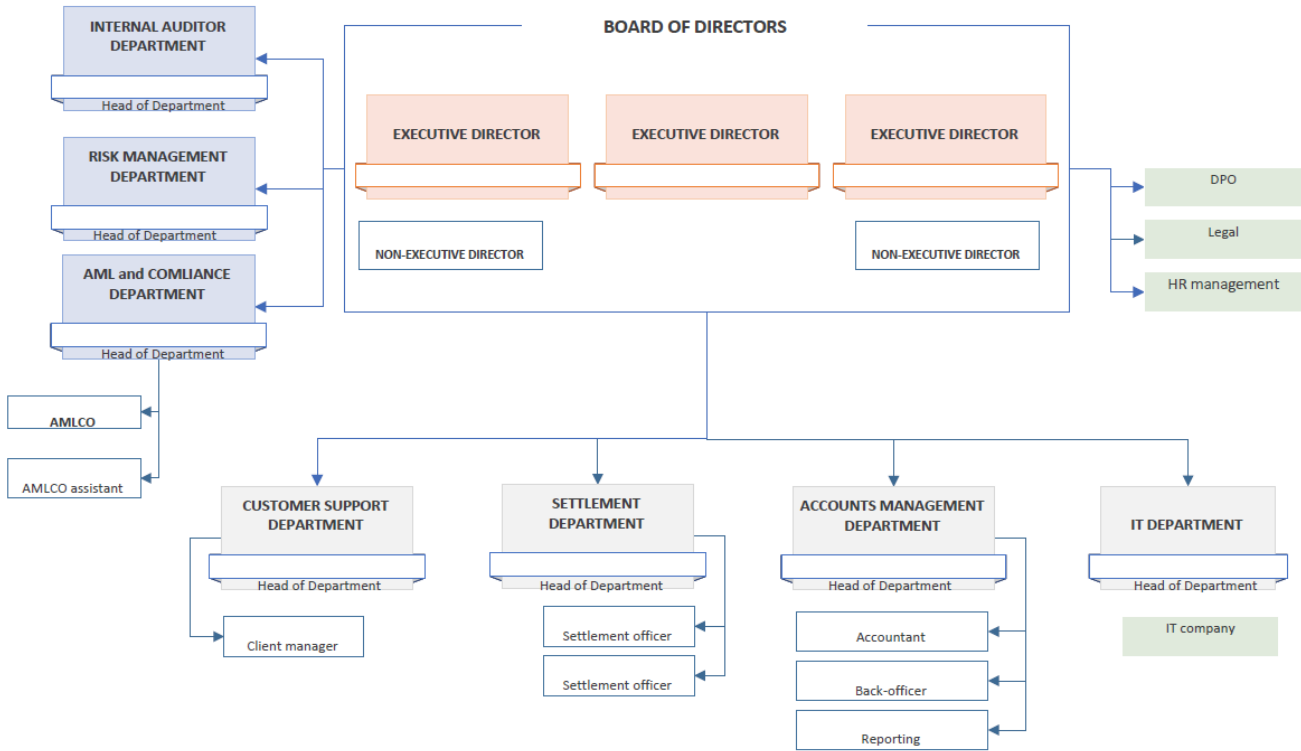 BOARD OF DIRECTORS
INTERNAL AUDITOR
DEPARTMENT
Head of Department
RISK MANAGEMENT
DEPARTMENT
Head of Department
AML and COMLIANCE
DEPARTMENT
Head of Department
AMLCO
AMLCO assistant
EXECUTIVE DIRECTOR
EXECUTIVE DIRECTOR
EXECUTIVE DIRECTOR
NON-EXECUTIVE DIRECTOR
NON-EXECUTIVE DIRECTOR
DPO
Legal
HR management
CUSTOMER SUPPORT
DEPARTMENT
Head of Department
Client manager
SETTLEMENT
DEPARTMENT
Head of Department
Settlement officer
Settlement officer
ACCOUNTS MANAGEMENT
DEPARTMENT
Head of Department
Accountant
Back-officer
Reporting
IT DEPARTMENT
Head of Department
IT company